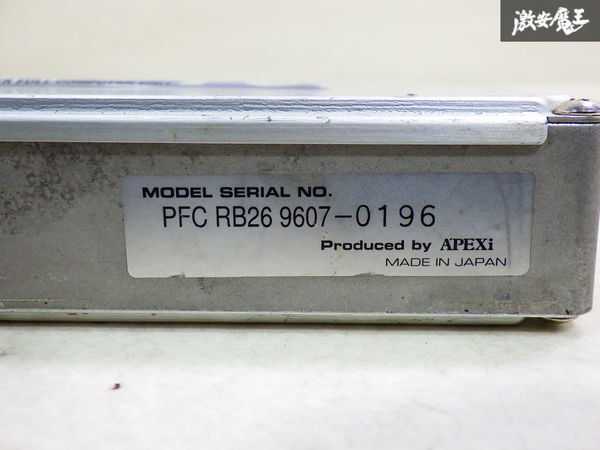 激安魔王
MODEL SERIAL NO.
PFC RB26 9607-0196
Produced by APEXi
MADE IN JAPAN